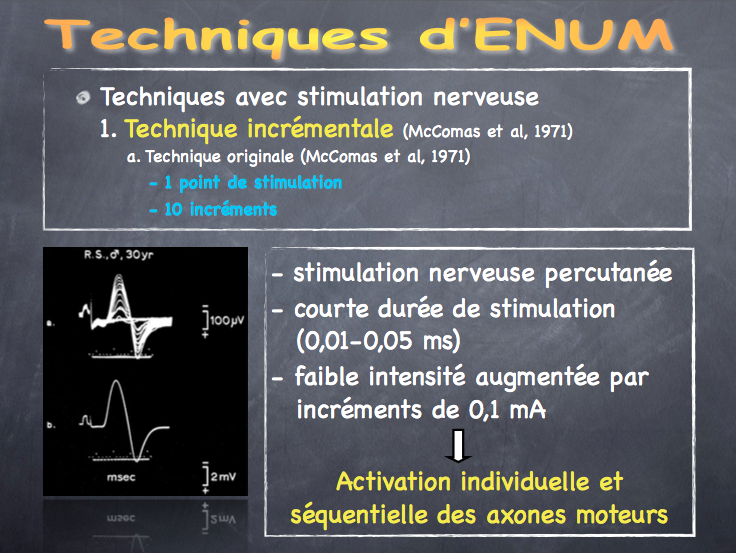 Techniques d'ENUM
Techniques avec stimulation nerveuse
1. Technique incrémentale (McComas et al, 1971)
a. Technique originale (McComas et al, 1971)
- 1 point de stimulation
- 10 incréments
R.S.,♂, 30yr
a.
100μV
+
b.
msec
2mV
+
- stimulation nerveuse percutanée
- courte durée de stimulation
(0,01-0,05 ms)
- faible intensité augmentée par
incréments de 0,1 mA
Activation individuelle et
séquentielle des axones moteurs